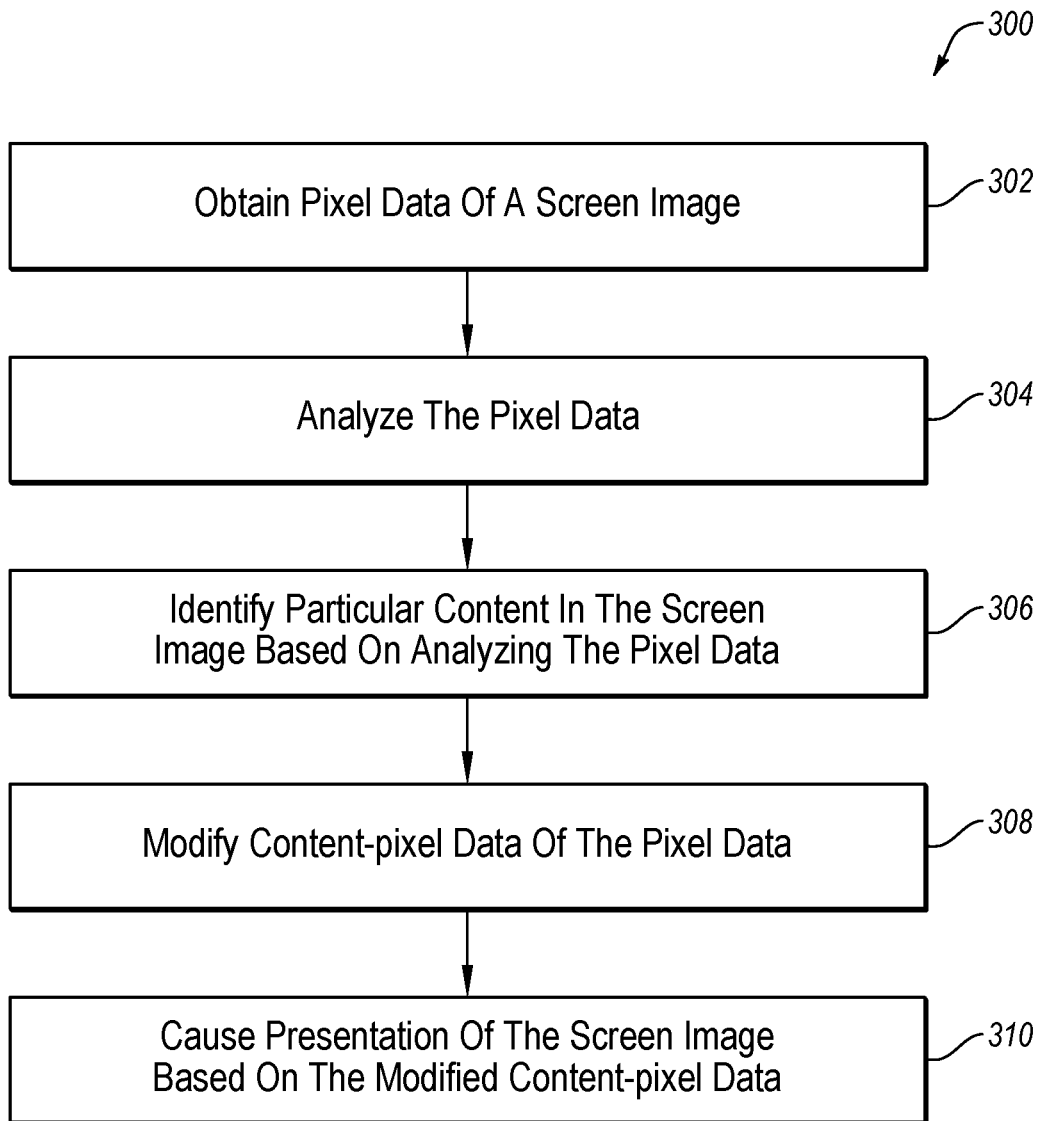 300
Obtain Pixel Data Of A Screen Image
302
Analyze The Pixel Data
304
Identify Particular Content In The Screen
Image Based On Analyzing The Pixel Data
306
Modify Content-pixel Data Of The Pixel Data
308
Cause Presentation Of The Screen Image
Based On The Modified Content-pixel Data
310